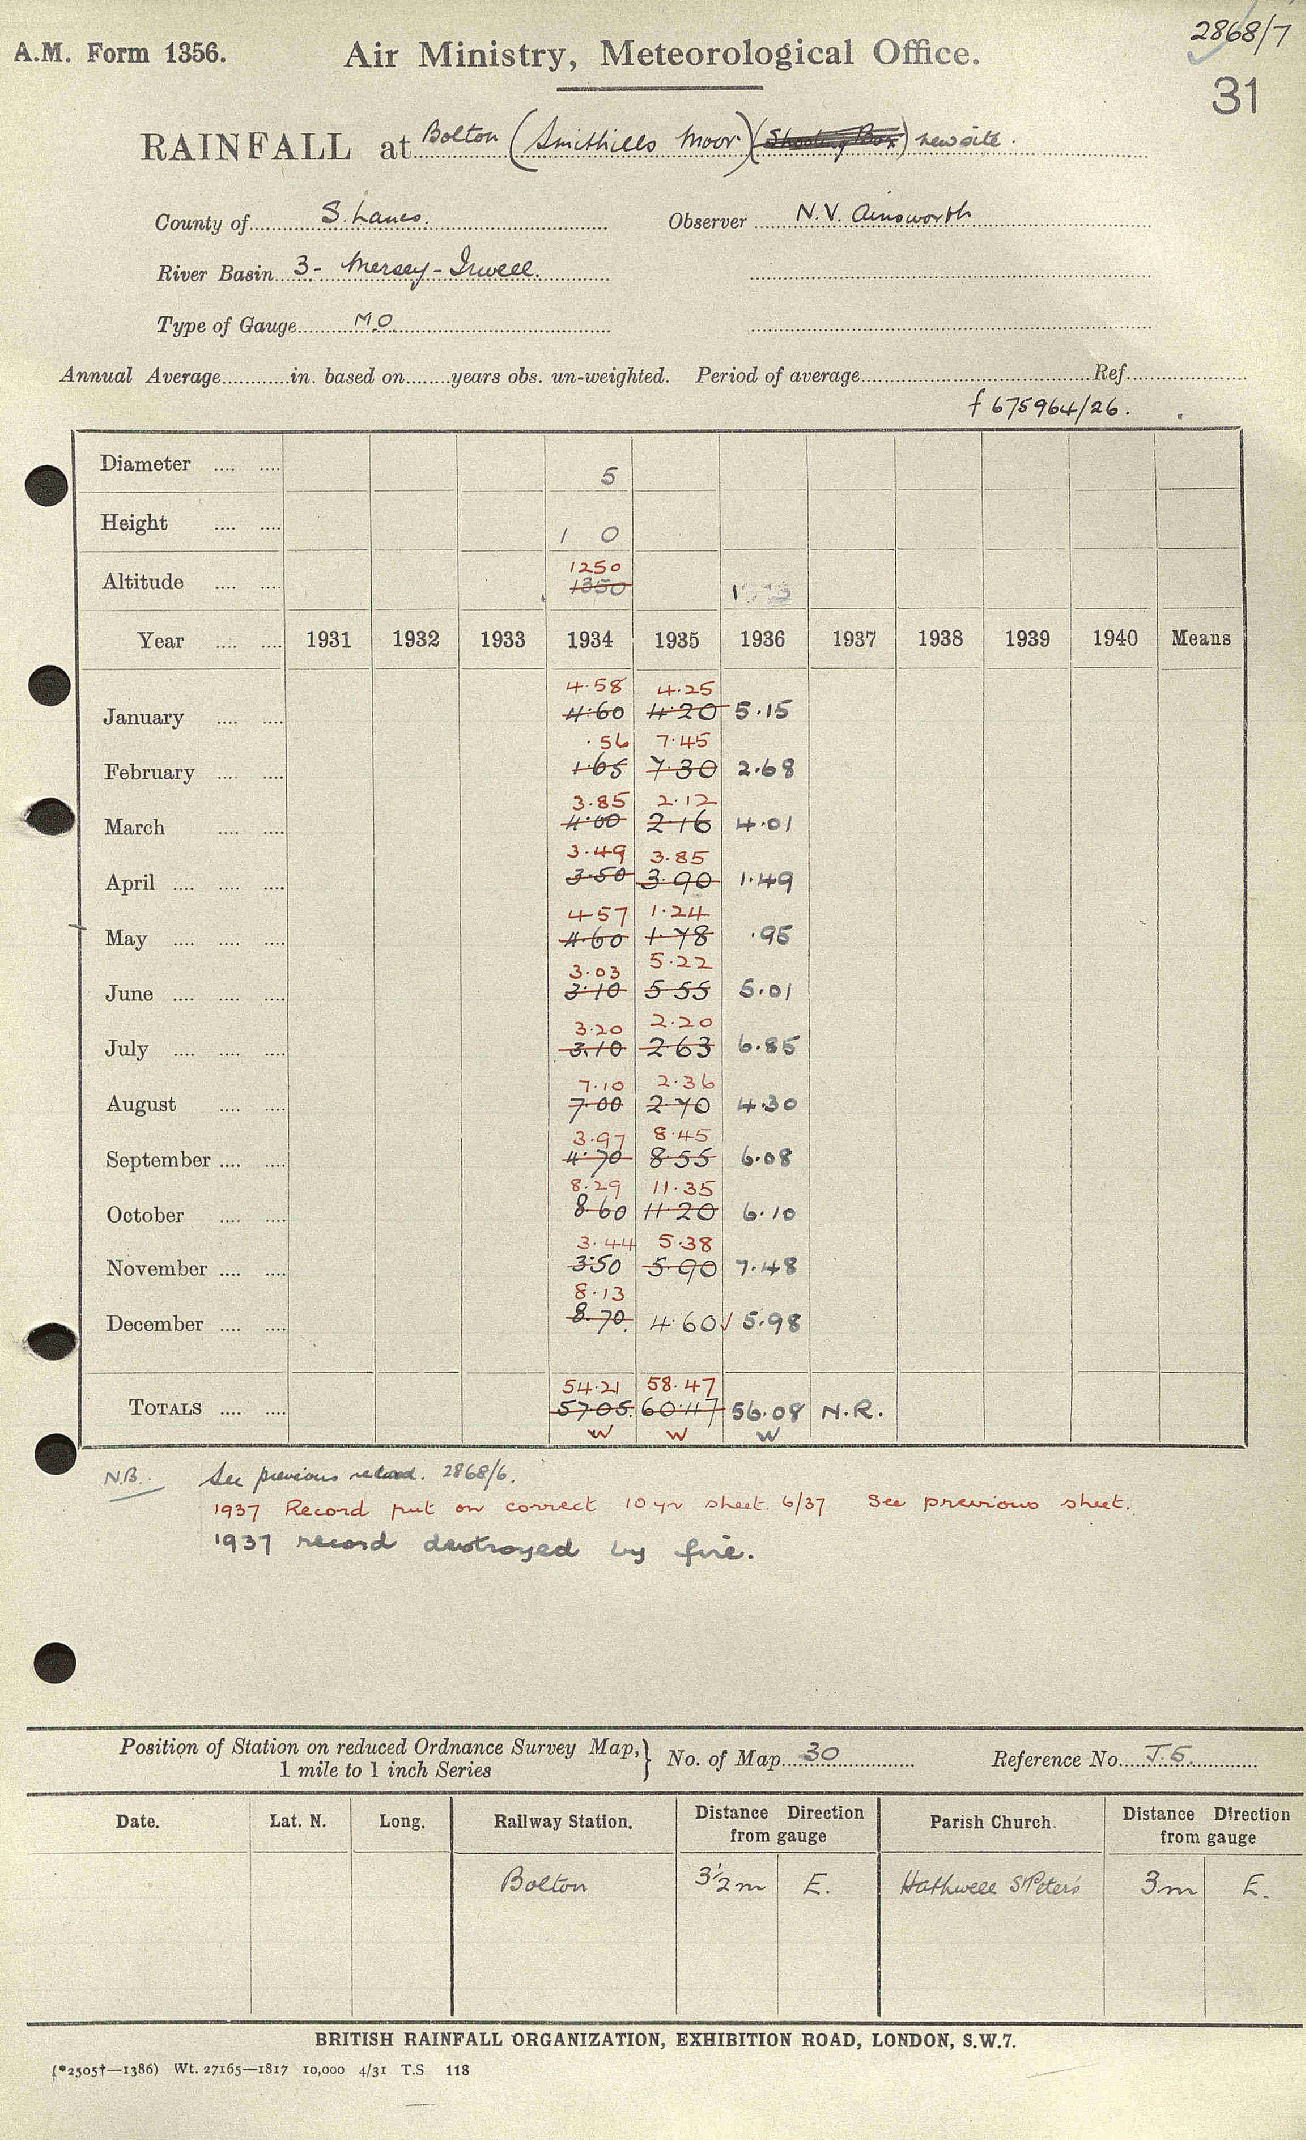 2868/7
A.M. Form 1356. Air Ministry, Meteorological Office.
31
RAINFALL at Bolton (Smithills Moor) (Shooting Box) new site.
County of S. Lancs. Observer N.V. Ainsworth
River Basin 3- Mersey-Irwell.
Type of Gauge M.O.
Annual Average in. based on years obs. un-weighted. Period of average Ref
f 675964/26.
Diameter 5
Height 1 0
1250
Altitude 1350
Year 1931 1932 1933 1934 1935 1936 1937 1938 1939 1940 Means
4.58 4.25
January 4.60 4.20 5.15
.56 7.45
February 1.65 7.30 2.68
3.85 2.12
March 4.00 2.16 4.01
3.49 3.85
April 3.50 3.90 1.49
4.57 1.24
May 4.60 1.78 .95
3.03 5.22
June 3.10 5.55 5.01
3.20 2.20
July 3.10 2.63 6.85
7.10 2.36
August 7.00 2.70 4.30
3.97 8.45
September 4.70 8.55 6.08
8.29 11.35
October 8.60 11.20 6.10
3.44 5.38
November 3.50 5.90 7.48
8.13
December 8.70 4.60 ✓ 5.98
54.21 58.47
TOTALS 57.05 60.47 56.08 N.R.
W W W
N.B. See previous record. 2868/6.
1937 Record put on correct 10 yr sheet. 6/37 See previous sheet.
1937 record destroyed by fire.
Position of Station on reduced Ordnance Survey Map, } No. of Map 30 Reference No. J.5.
1 mile to 1 inch Series
Date. Lat. N. Long. Railway Station. Distance Direction from gauge Parish Church. Distance Direction from gauge
Bolton 3½m E. Halliwell St Peter's 3m E.
BRITISH RAINFALL ORGANIZATION, EXHIBITION ROAD, LONDON, S.W.7.
(*2505†—1386) Wt. 27165—1817 10,000 4/31 T.S 118